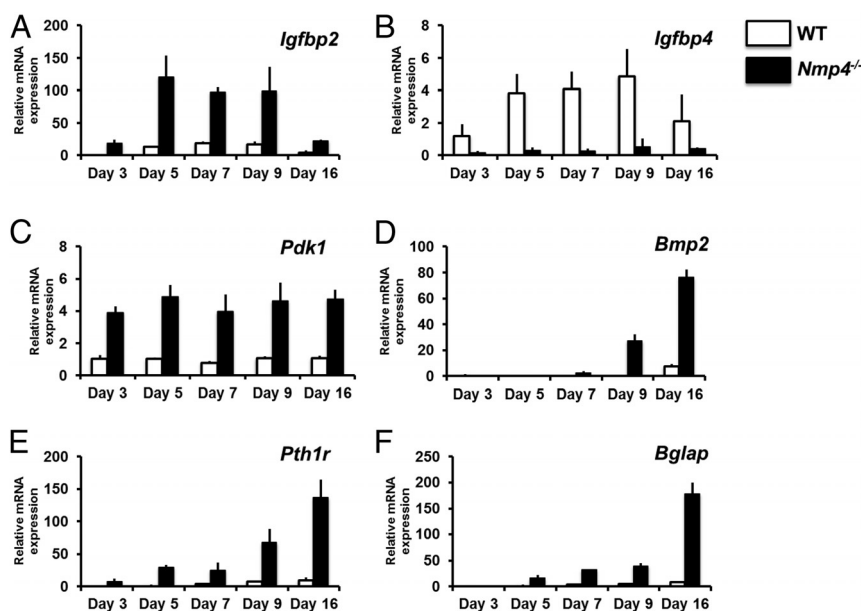 A
Igfbp2
Relative mRNA
expression
200
150
100
50
0
Day 3 Day 5 Day 7 Day 9 Day 16
B
Igfbp4
Relative mRNA
expression
8
6
4
2
0
Day 3 Day 5 Day 7 Day 9 Day 16
WT
Nmp4-/-
C
Pdk1
Relative mRNA
expression
8
6
4
2
0
Day 3 Day 5 Day 7 Day 9 Day 16
D
Bmp2
Relative mRNA
expression
100
80
60
40
20
0
Day 3 Day 5 Day 7 Day 9 Day 16
E
Pth1r
Relative mRNA
expression
200
150
100
50
0
Day 3 Day 5 Day 7 Day 9 Day 16
F
Bglap
Relative mRNA
expression
250
200
150
100
50
0
Day 3 Day 5 Day 7 Day 9 Day 16